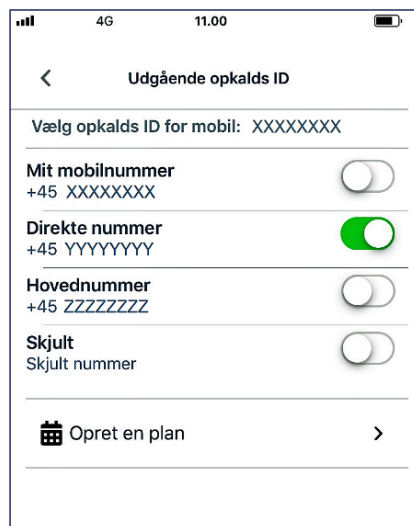 4G 11.00
Udgående opkalds ID
Vælg opkalds ID for mobil: XXXXXXXX
Mit mobilnummer
+45 XXXXXXXX
Direkte nummer
+45 YYYYYYYY
Hovednummer
+45 ZZZZZZZZ
Skjult
Skjult nummer
Opret en plan